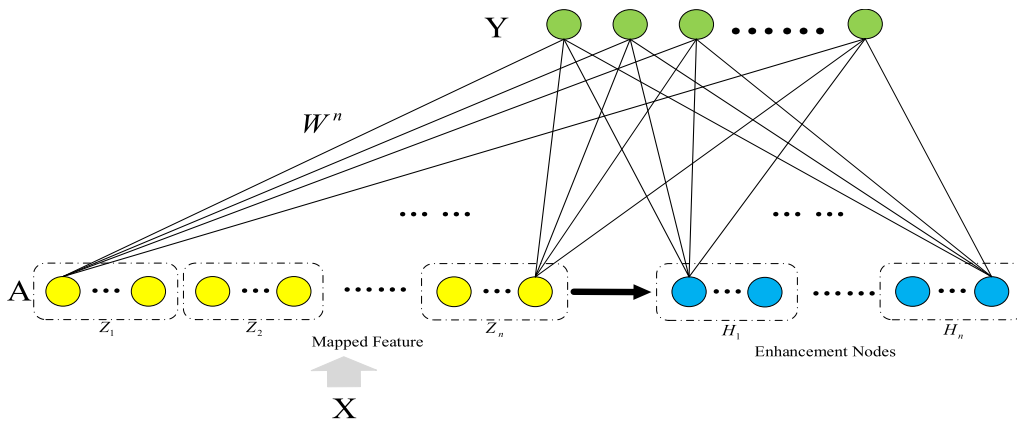 Y
W^n
A
Z_1
Z_2
Z_n
H_1
H_n
Mapped Feature
Enhancement Nodes
X